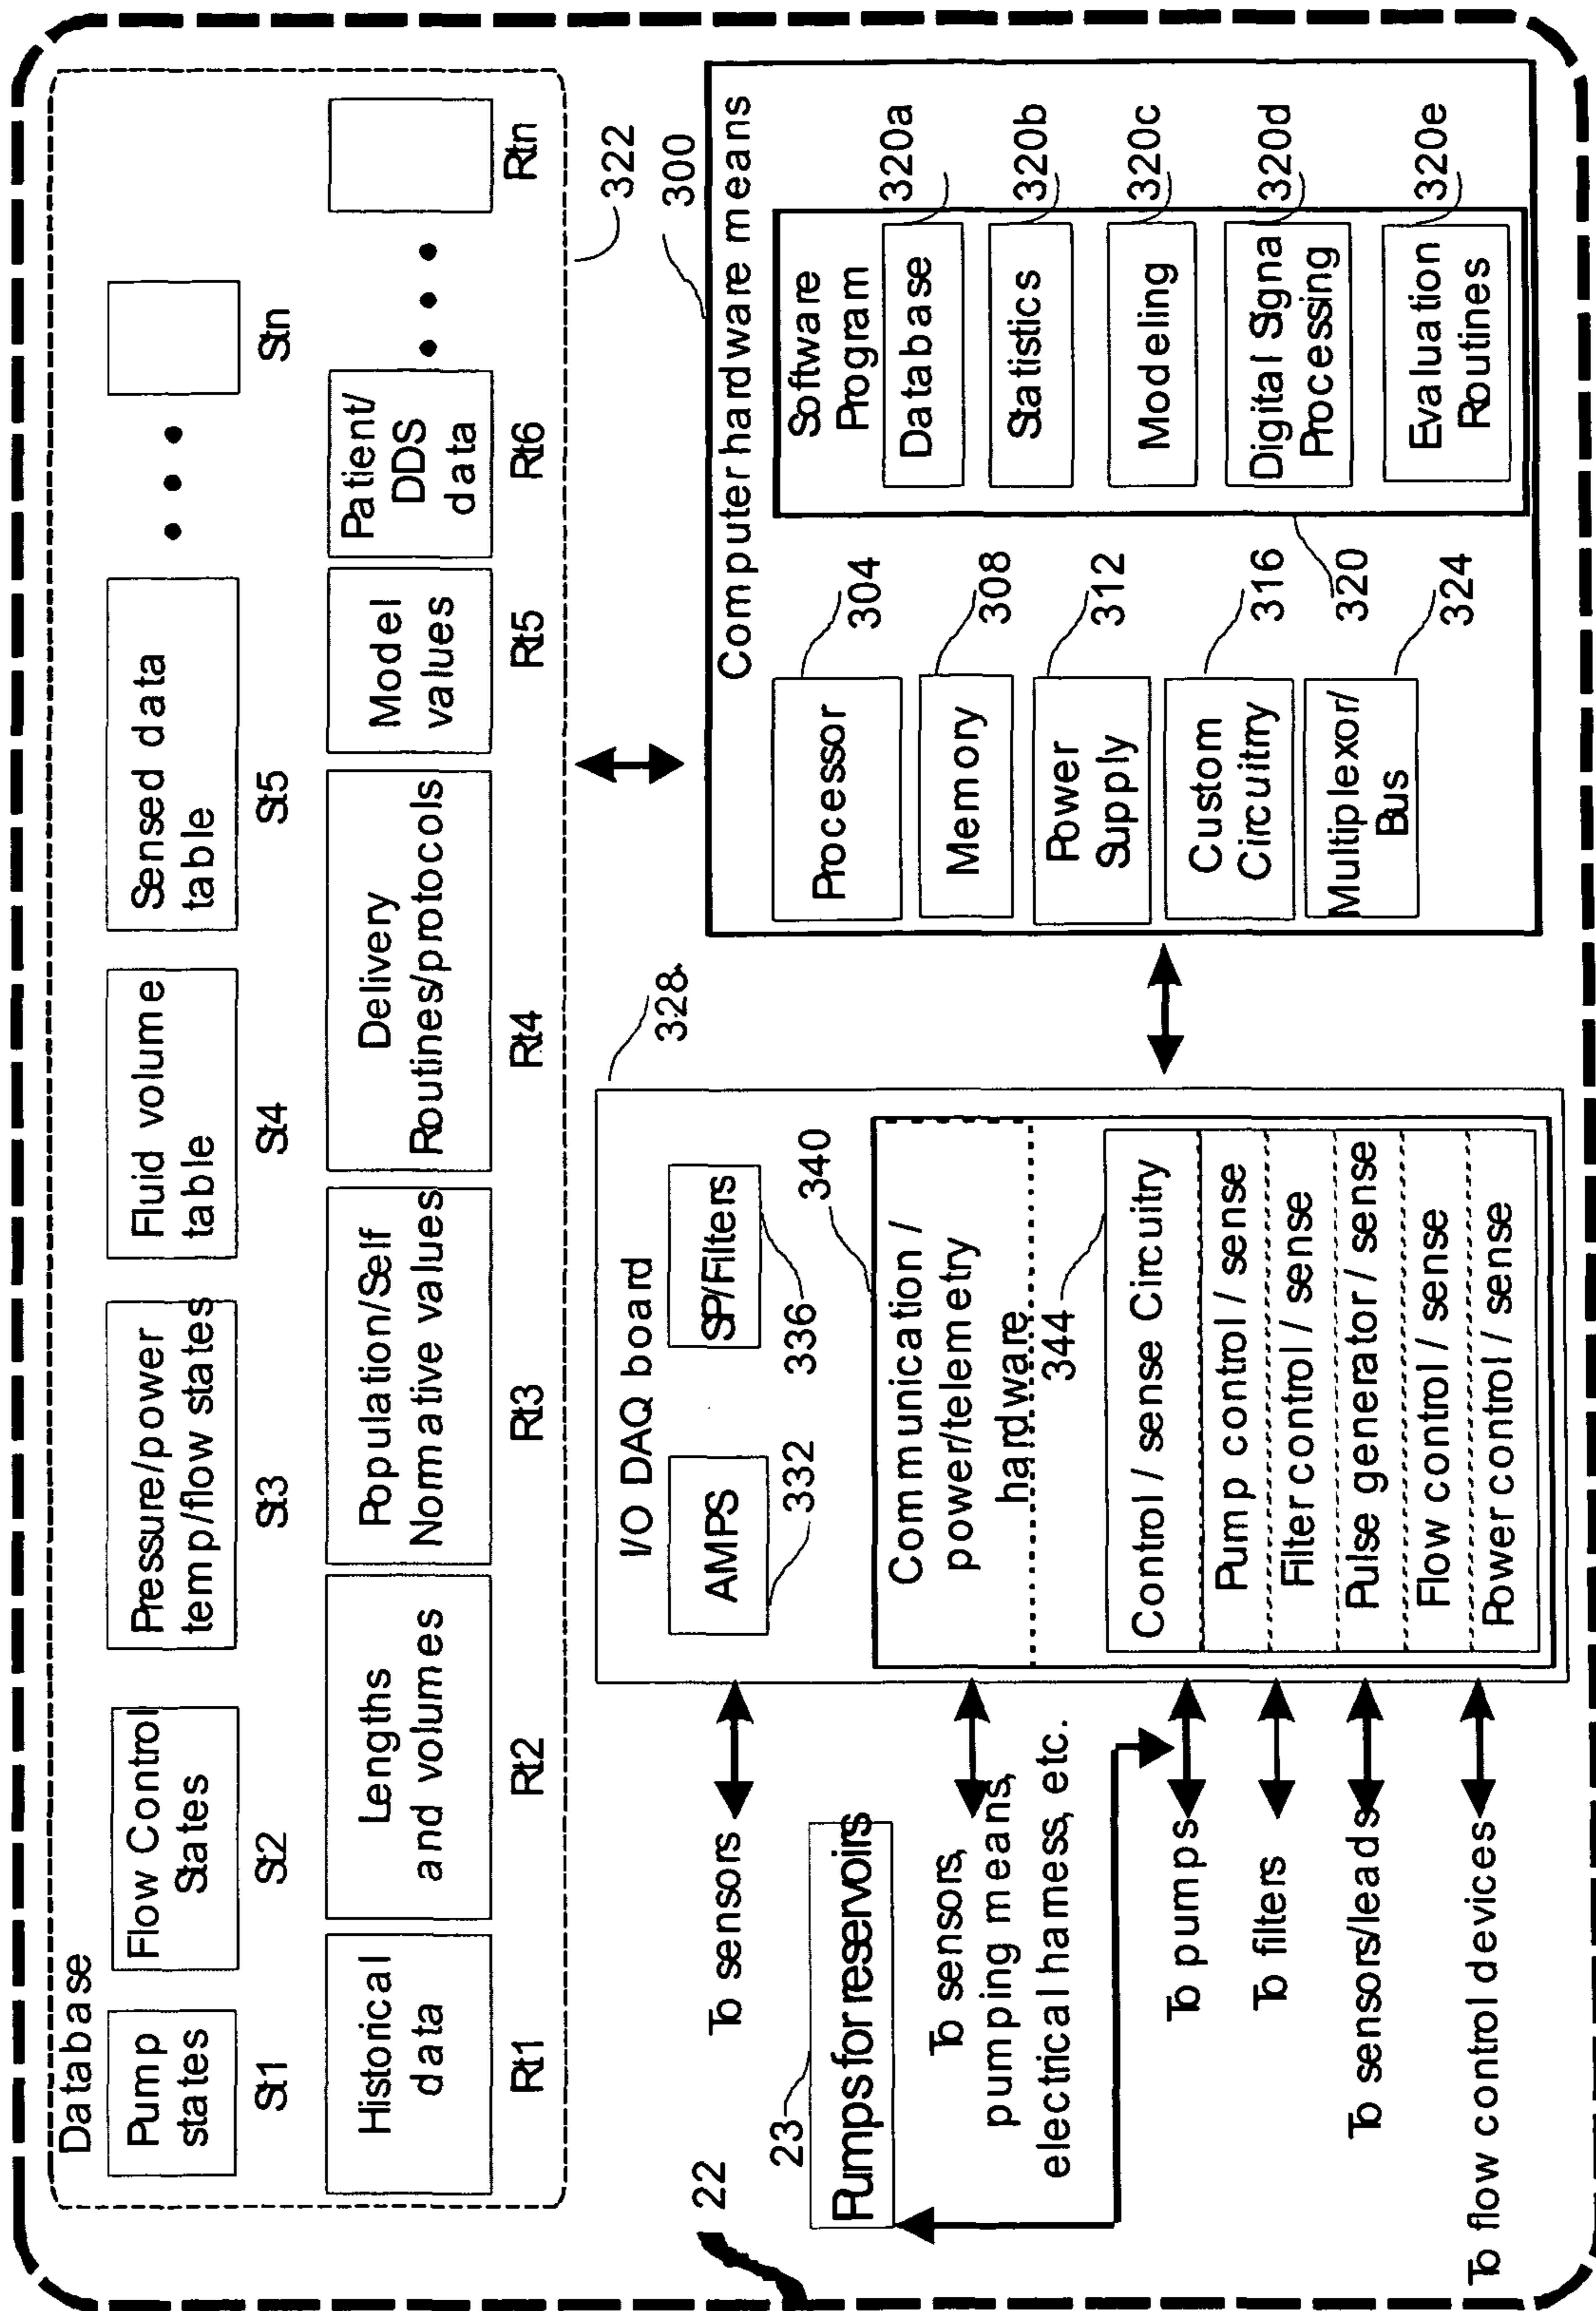 Database
Pump
states
St1
Flow Control
States
St2
Pressure/power
temp/flow states
St3
Fluid volume
table
St4
Sensed data
table
St5
Stn
Historical
data
Rt1
Lengths
and volumes
Rt2
Population/Self
Normative values
Rt3
Delivery
Routines/protocols
Rt4
Model
values
Rt5
Patient/
DDS
data
Rt6
Rtn
322
300
22
23
Pumps for reservoirs
To sensors
To sensors,
pumping means,
electrical harness, etc.
To pumps
To filters
To sensors/leads
To flow control devices
328
I/O DAQ board
AMPS
332
SP/Filters
336
340
Communication /
power/telemetry
hardware
344
Control / sense Circuitry
Pump control / sense
Filter control / sense
Pulse generator / sense
Flow control / sense
Power control / sense
Computer hardware means
Processor
304
Memory
308
Power
Supply
312
Custom
Circuitry
316
Multiplexor/
Bus
324
320
Software
Program
Database
320a
Statistics
320b
Modeling
320c
Digital Signa
Processing
320d
Evaluation
Routines
320e